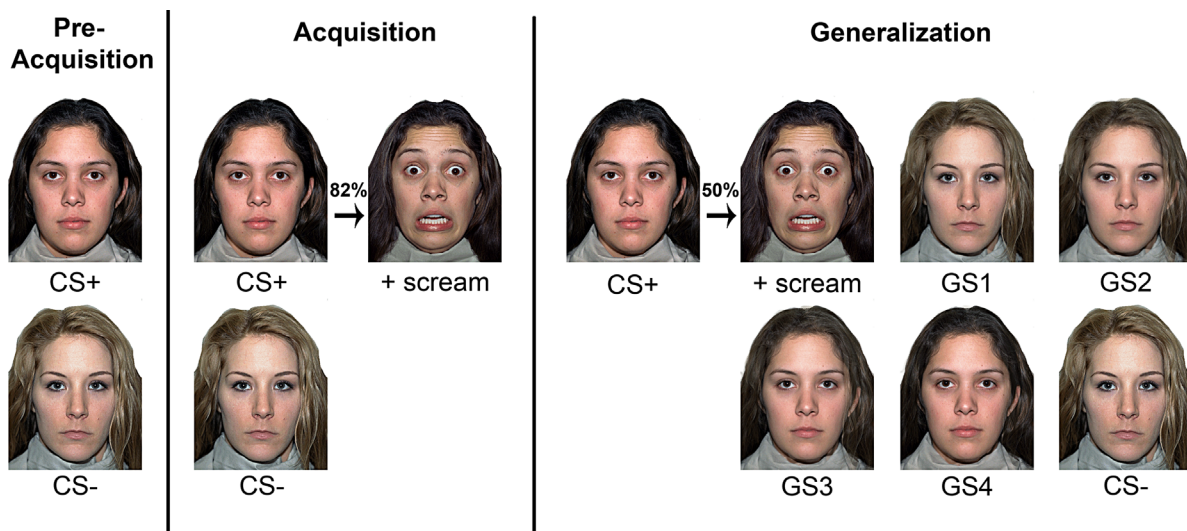 Pre-
Acquisition
CS+
CS-
Acquisition
82%
CS+
+ scream
CS-
Generalization
50%
CS+
+ scream
GS1
GS2
GS3
GS4
CS-